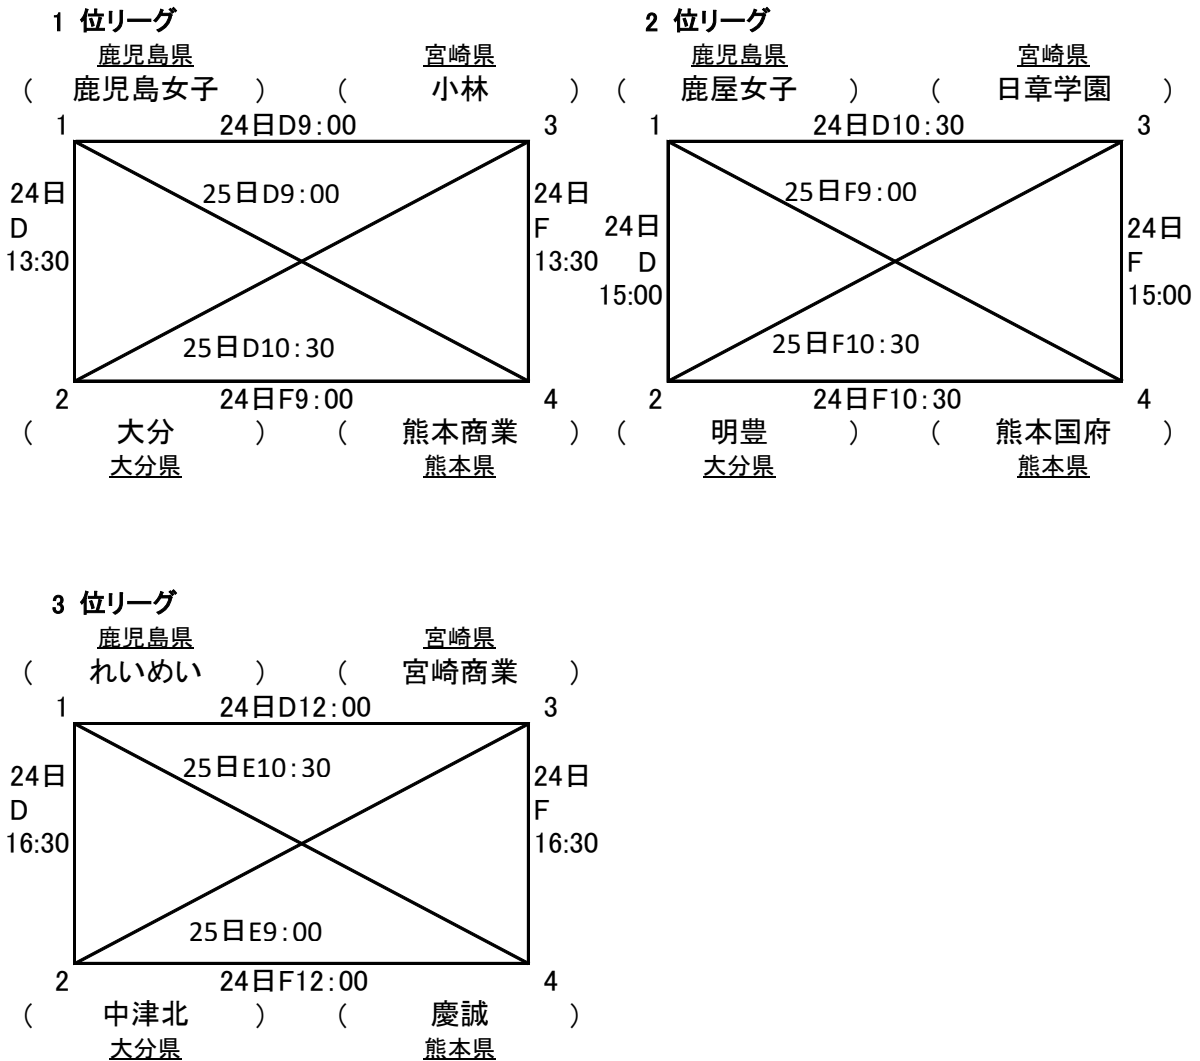 1 位リーグ
鹿児島県 宮崎県
( 鹿児島女子 ) ( 小林 )
1 24日D9:00 3
24日 25日D9:00 24日
D F
13:30 13:30
25日D10:30
2 24日F9:00 4
( 大分 ) ( 熊本商業 )
大分県 熊本県
2 位リーグ
鹿児島県 宮崎県
( 鹿屋女子 ) ( 日章学園 )
1 24日D10:30 3
25日F9:00
24日 24日
D F
15:00 15:00
25日F10:30
2 24日F10:30 4
( 明豊 ) ( 熊本国府 )
大分県 熊本県
3 位リーグ
鹿児島県 宮崎県
( れいめい ) ( 宮崎商業 )
1 24日D12:00 3
24日 25日E10:30 24日
D F
16:30 16:30
25日E9:00
2 24日F12:00 4
( 中津北 ) ( 慶誠 )
大分県 熊本県